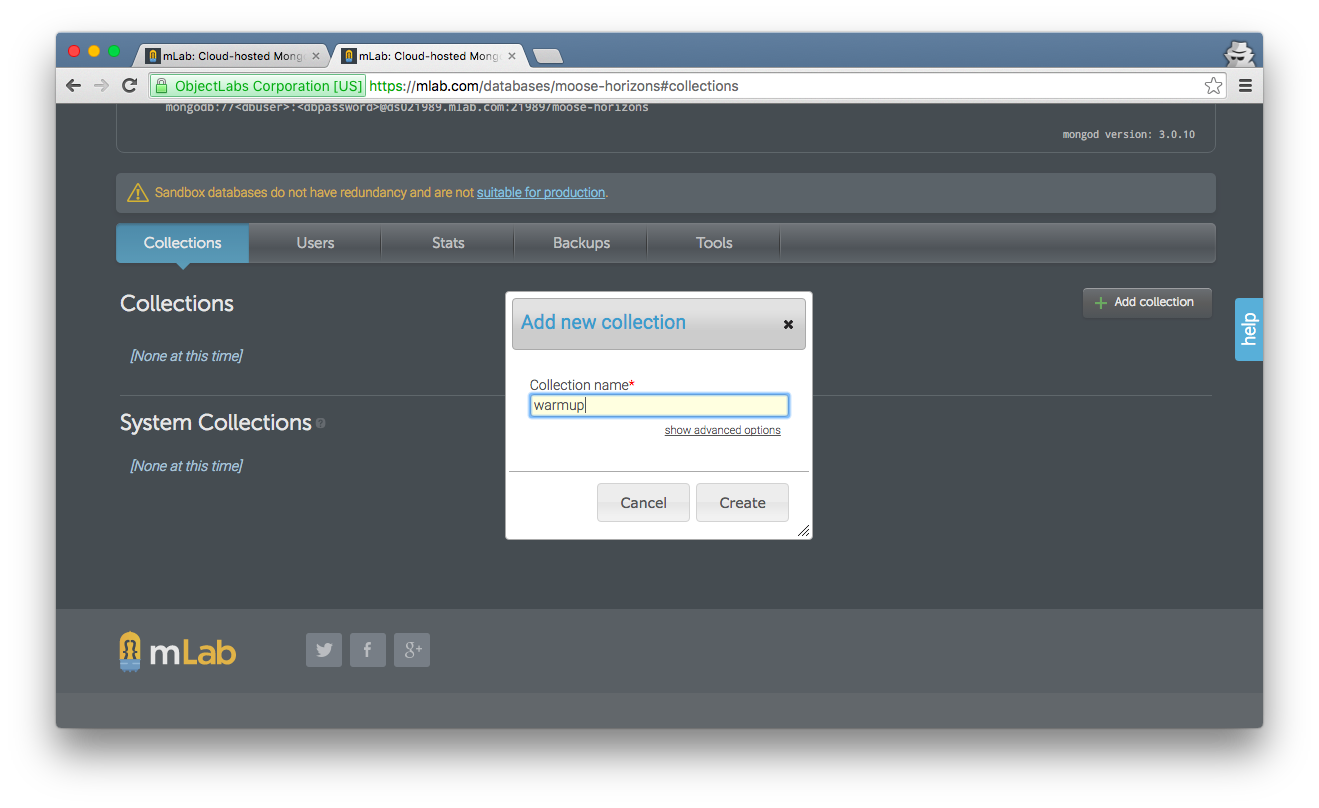 mLab: Cloud-hosted Mong
mLab: Cloud-hosted Mong
ObjectLabs Corporation [US] https://mlab.com/databases/moose-horizons#collections
mongodb://<dbuser>:<dbpassword>@ds021989.mlab.com:21989/moose-horizons
mongod version: 3.0.10
Sandbox databases do not have redundancy and are not suitable for production.
Collections Users Stats Backups Tools
Collections
Add collection
[None at this time]
System Collections
[None at this time]
Add new collection
Collection name*
warmup
show advanced options
Cancel Create
help
mLab